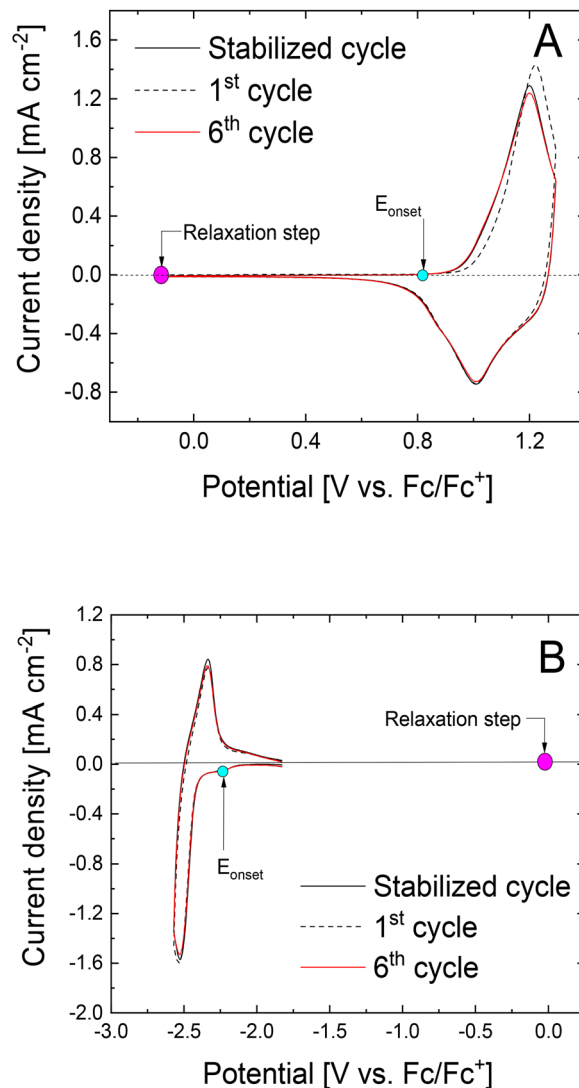 A
Stabilized cycle
1st cycle
6th cycle
Eonset
Relaxation step
1.6
1.2
0.8
0.4
0.0
-0.4
-0.8
Current density [mA cm-2]
0.0 0.4 0.8 1.2
Potential [V vs. Fc/Fc+]
B
1.2
0.8
0.4
0.0
-0.4
-0.8
-1.2
-1.6
-2.0
Current density [mA cm-2]
Relaxation step
Eonset
Stabilized cycle
1st cycle
6th cycle
-3.0 -2.5 -2.0 -1.5 -1.0 -0.5 0.0
Potential [V vs. Fc/Fc+]